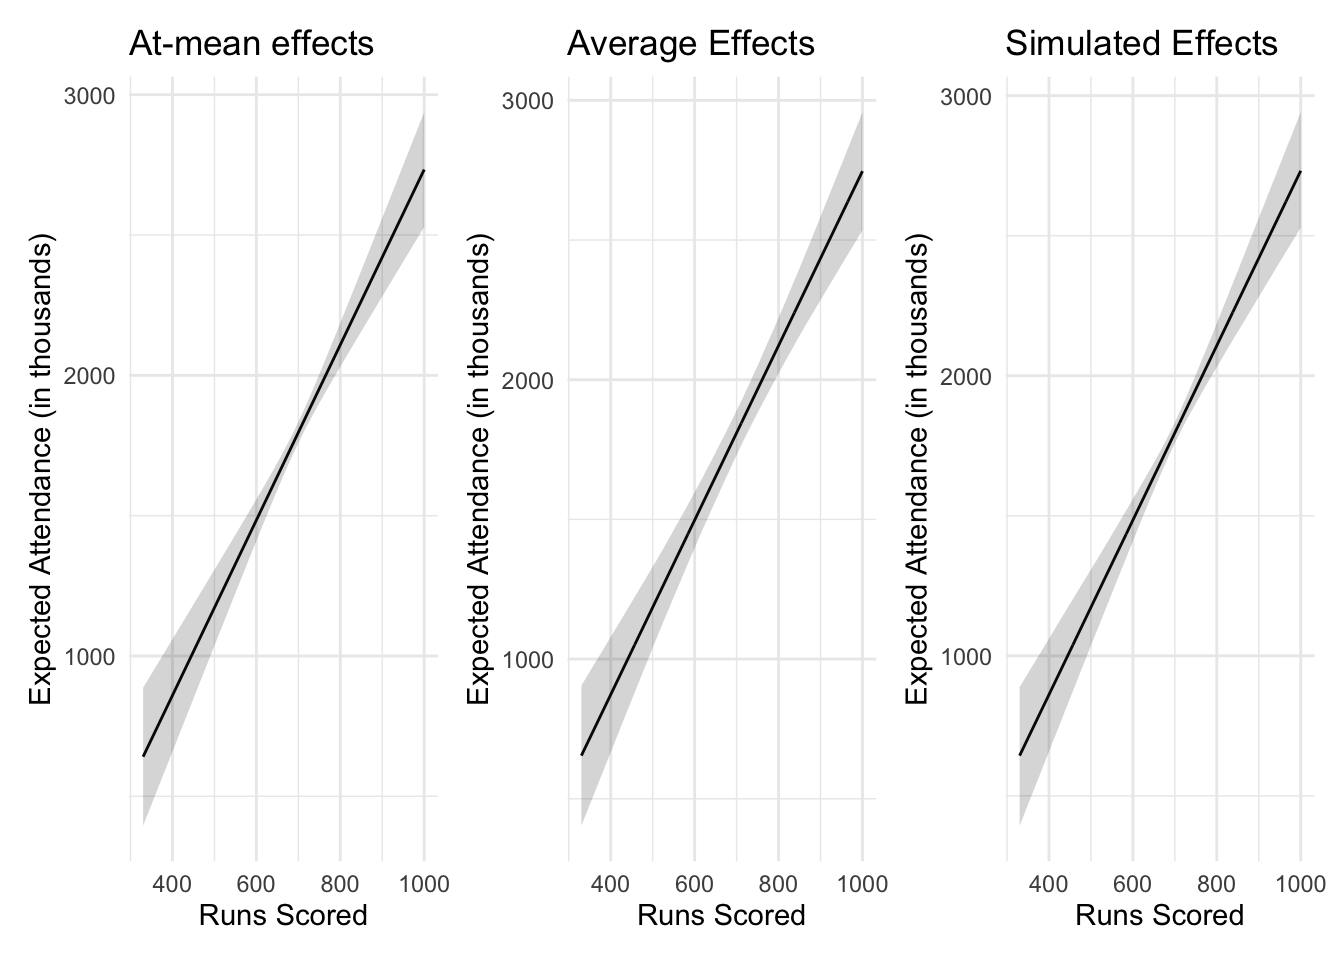 At-mean effects
Expected Attendance (in thousands)
3000
2000
1000
400 600 800 1000
Runs Scored
Average Effects
Expected Attendance (in thousands)
3000
2000
1000
400 600 800 1000
Runs Scored
Simulated Effects
Expected Attendance (in thousands)
3000
2000
1000
400 600 800 1000
Runs Scored